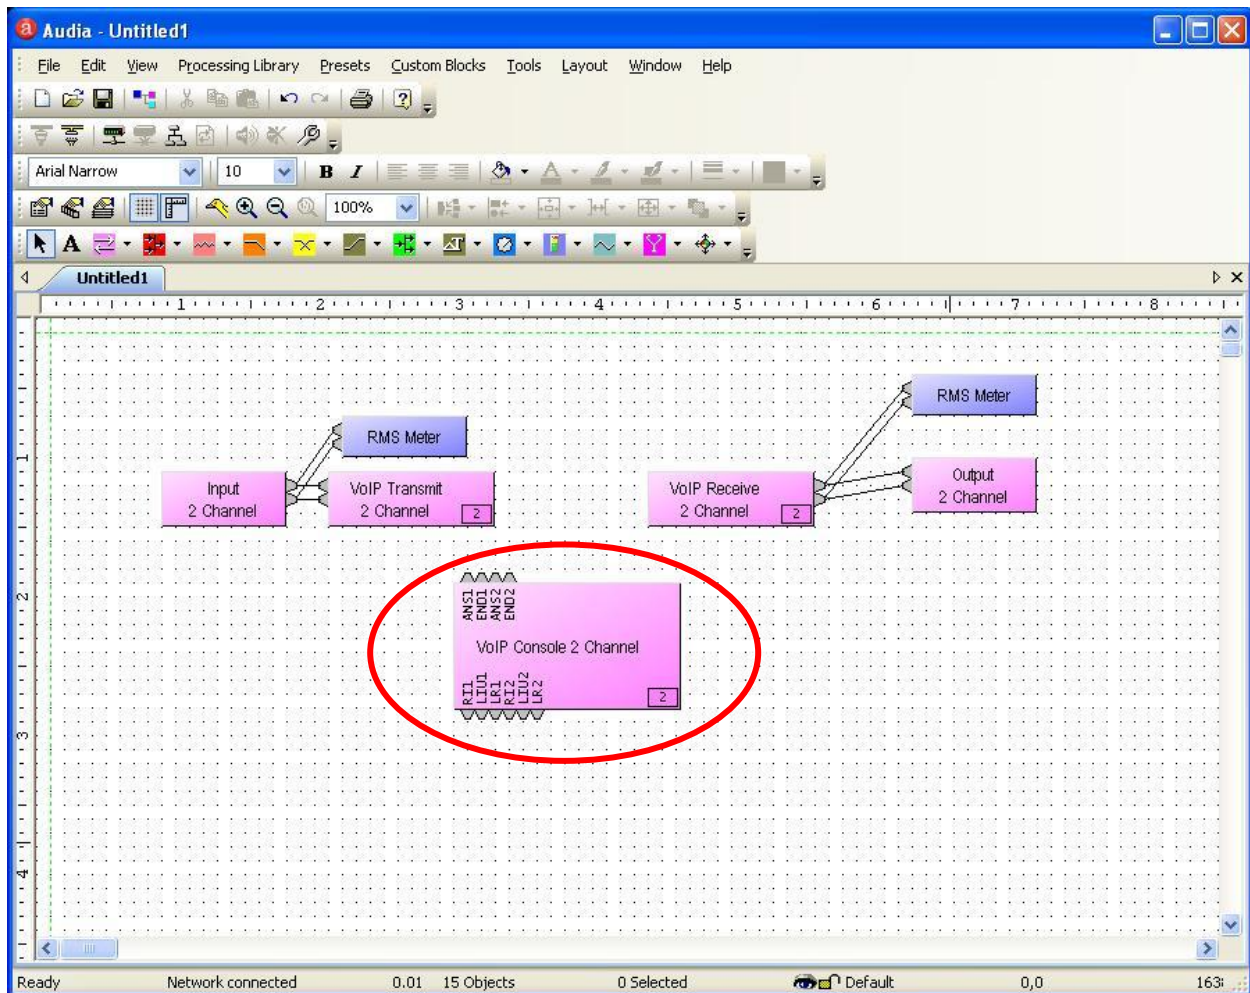 Audia - Untitled1
File Edit View Processing Library Presets Custom Blocks Tools Layout Window Help
Arial Narrow 10 B I
100%
A
Untitled1
1 2 3 4 5 6 7 8
RMS Meter
RMS Meter
Input
2 Channel
VoIP Transmit
2 Channel
2
VoIP Receive
2 Channel
2
Output
2 Channel
1
2
3
4
ANS1
END1
ANS2
END2
VoIP Console 2 Channel
RI1
LIU1
LR1
RI2
LIU2
LR2
2
Ready Network connected 0.01 15 Objects 0 Selected Default 0,0